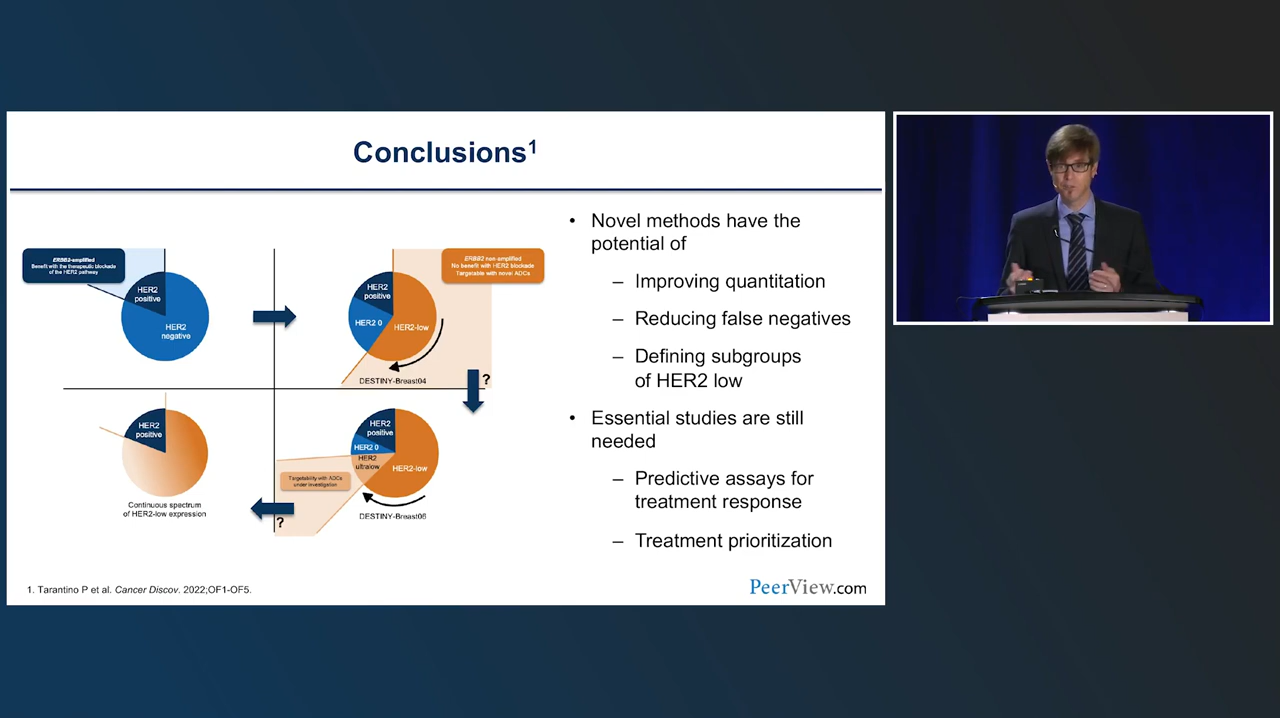 Conclusions1
ERBB2-amplified
Benefit with the therapeutic blockade
of the HER2 pathway
HER2
positive
HER2
negative
ERBB2 non-amplified
No benefit with HER2 blockade
Targetable with novel ADCs
HER2
positive
HER2 0
HER2-low
DESTINY-Breast04
?
HER2
positive
Continuous spectrum
of HER2-low expression
HER2
positive
HER2 0
HER2
ultralow
HER2-low
Targetability with ADCs
under investigation
DESTINY-Breast06
?
• Novel methods have the
potential of
– Improving quantitation
– Reducing false negatives
– Defining subgroups
of HER2 low
• Essential studies are still
needed
– Predictive assays for
treatment response
– Treatment prioritization
1. Tarantino P et al. Cancer Discov. 2022;OF1-OF5.
PeerView.com